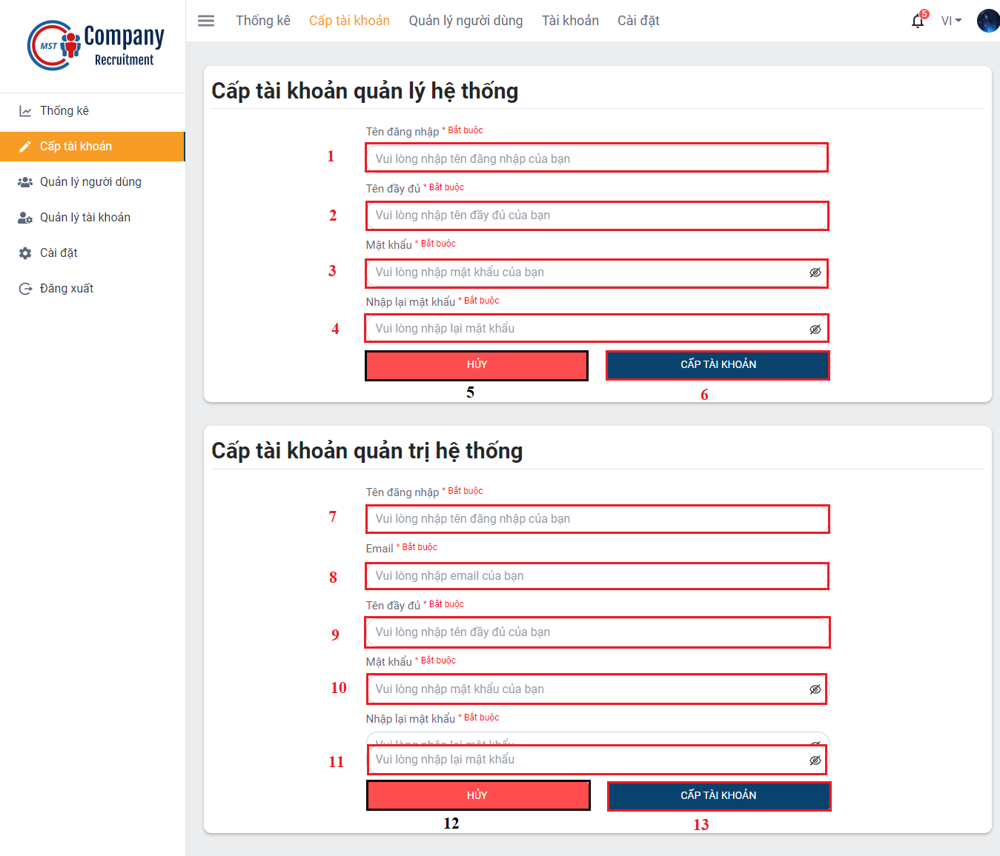 MST Company
Recruitment
Thống kê Cấp tài khoản Quản lý người dùng Tài khoản Cài đặt 5 VI
Thống kê
Cấp tài khoản
Quản lý người dùng
Quản lý tài khoản
Cài đặt
Đăng xuất
Cấp tài khoản quản lý hệ thống
Tên đăng nhập * Bắt buộc
1 Vui lòng nhập tên đăng nhập của bạn
Tên đầy đủ * Bắt buộc
2 Vui lòng nhập tên đầy đủ của bạn
Mật khẩu * Bắt buộc
3 Vui lòng nhập mật khẩu của bạn
Nhập lại mật khẩu * Bắt buộc
4 Vui lòng nhập lại mật khẩu
HỦY CẤP TÀI KHOẢN
5 6
Cấp tài khoản quản trị hệ thống
Tên đăng nhập * Bắt buộc
7 Vui lòng nhập tên đăng nhập của bạn
Email * Bắt buộc
8 Vui lòng nhập email của bạn
Tên đầy đủ * Bắt buộc
9 Vui lòng nhập tên đầy đủ của bạn
Mật khẩu * Bắt buộc
10 Vui lòng nhập mật khẩu của bạn
Nhập lại mật khẩu * Bắt buộc
Vui lòng nhập lại mật khẩu
11 Vui lòng nhập lại mật khẩu
HỦY CẤP TÀI KHOẢN
12 13